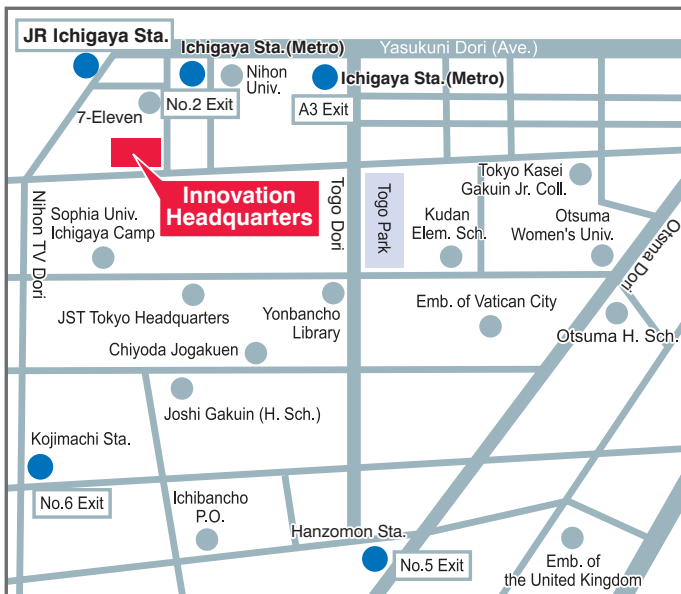 JR Ichigaya Sta.
Ichigaya Sta.(Metro)
Yasukuni Dori (Ave.)
Nihon
Univ.
Ichigaya Sta.(Metro)
No.2 Exit
A3 Exit
7-Eleven
Innovation
Headquarters
Nihon TV Dori
Sophia Univ.
Ichigaya Camp
Togo Dori
Togo Park
Tokyo Kasei
Gakuin Jr. Coll.
Kudan
Elem. Sch.
Otsuma
Women's Univ.
Otsma Dori
JST Tokyo Headquarters
Yonbancho
Library
Emb. of Vatican City
Otsuma H. Sch.
Chiyoda Jogakuen
Joshi Gakuin (H. Sch.)
Kojimachi Sta.
No.6 Exit
Ichibancho
P.O.
Hanzomon Sta.
No.5 Exit
Emb. of
the United Kingdom